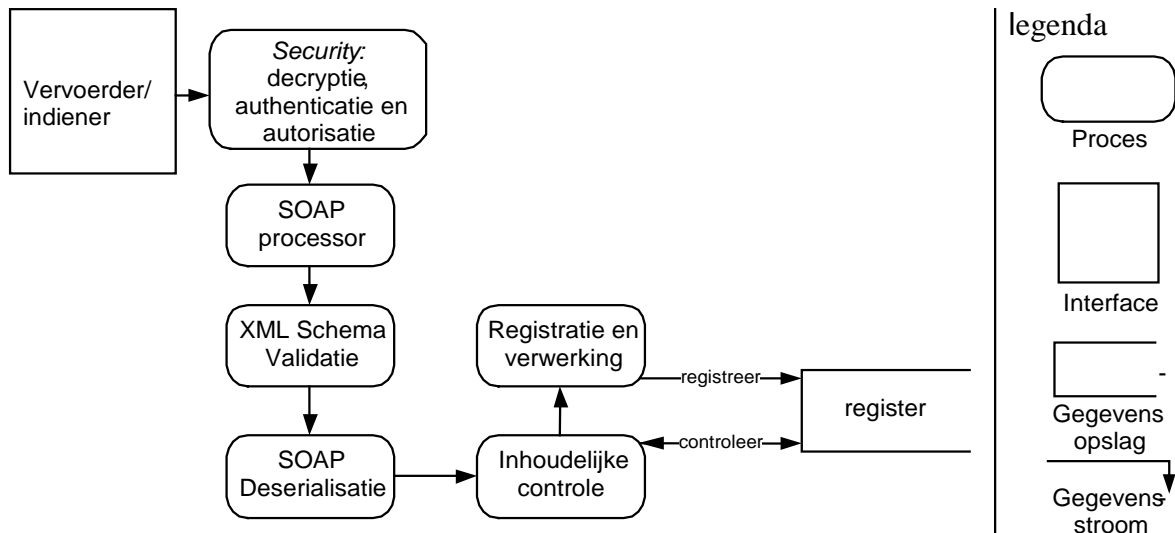 Vervoerder/
indiener
Security:
decryptie,
authenticatie en
autorisatie
SOAP
processor
XML Schema
Validatie
SOAP
Deserialisatie
Registratie en
verwerking
Inhoudelijke
controle
registreer
controleer
register
legenda
Proces
Interface
Gegevens-
opslag
Gegevens-
stroom